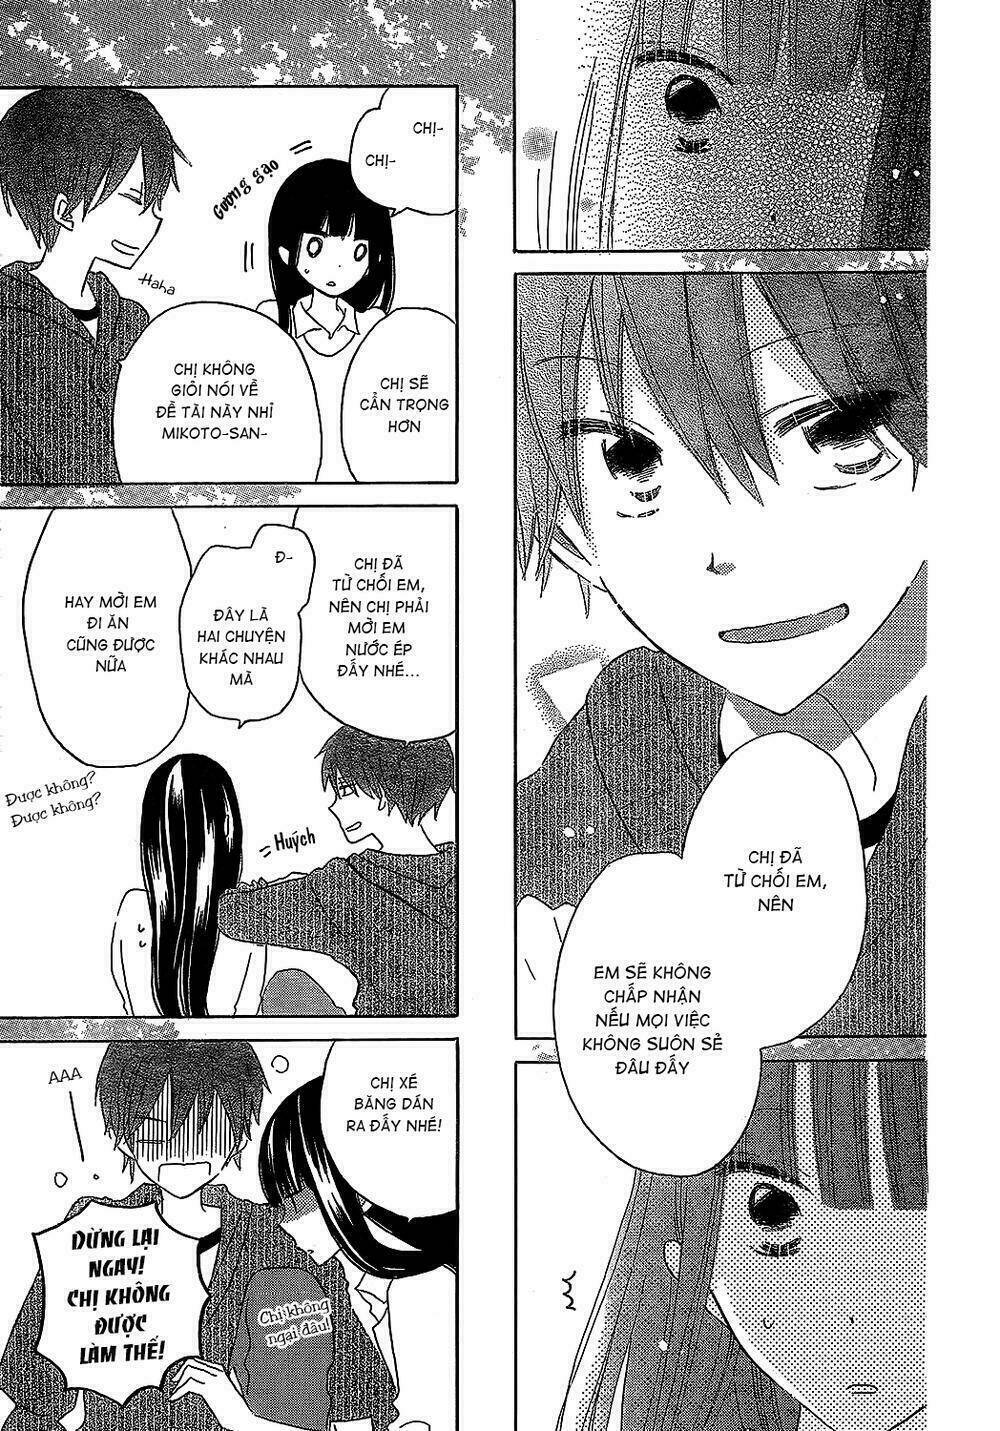 CHỊ ĐÃ
TỪ CHỐI EM,
NÊN
EM SẼ KHÔNG
CHẤP NHẬN
NẾU MỌI VIỆC
KHÔNG SUÔN SẺ
ĐÂU ĐẤY
CHỊ-
CHỊ-
Gượng gạo
Haha
CHỊ SẼ
CẨN TRỌNG
HƠN
CHỊ KHÔNG
GIỎI NÓI VỀ
ĐỀ TÀI NÀY NHỈ
MIKOTO-SAN-
CHỊ ĐÃ
TỪ CHỐI EM,
NÊN CHỊ PHẢI
MỜI EM
NƯỚC ÉP
ĐẤY NHÉ...
Đ-
ĐÂY LÀ
HAI CHUYỆN
KHÁC NHAU
MÀ
HAY MỜI EM
ĐI ĂN
CŨNG ĐƯỢC
NỮA
Được không?
Được không?
Huých
CHỊ XÉ
BĂNG DÁN
RA ĐẤY NHÉ!
AAA
DỪNG LẠI
NGAY!
CHỊ KHÔNG
ĐƯỢC
LÀM THẾ!
Chị không
ngại đâu!